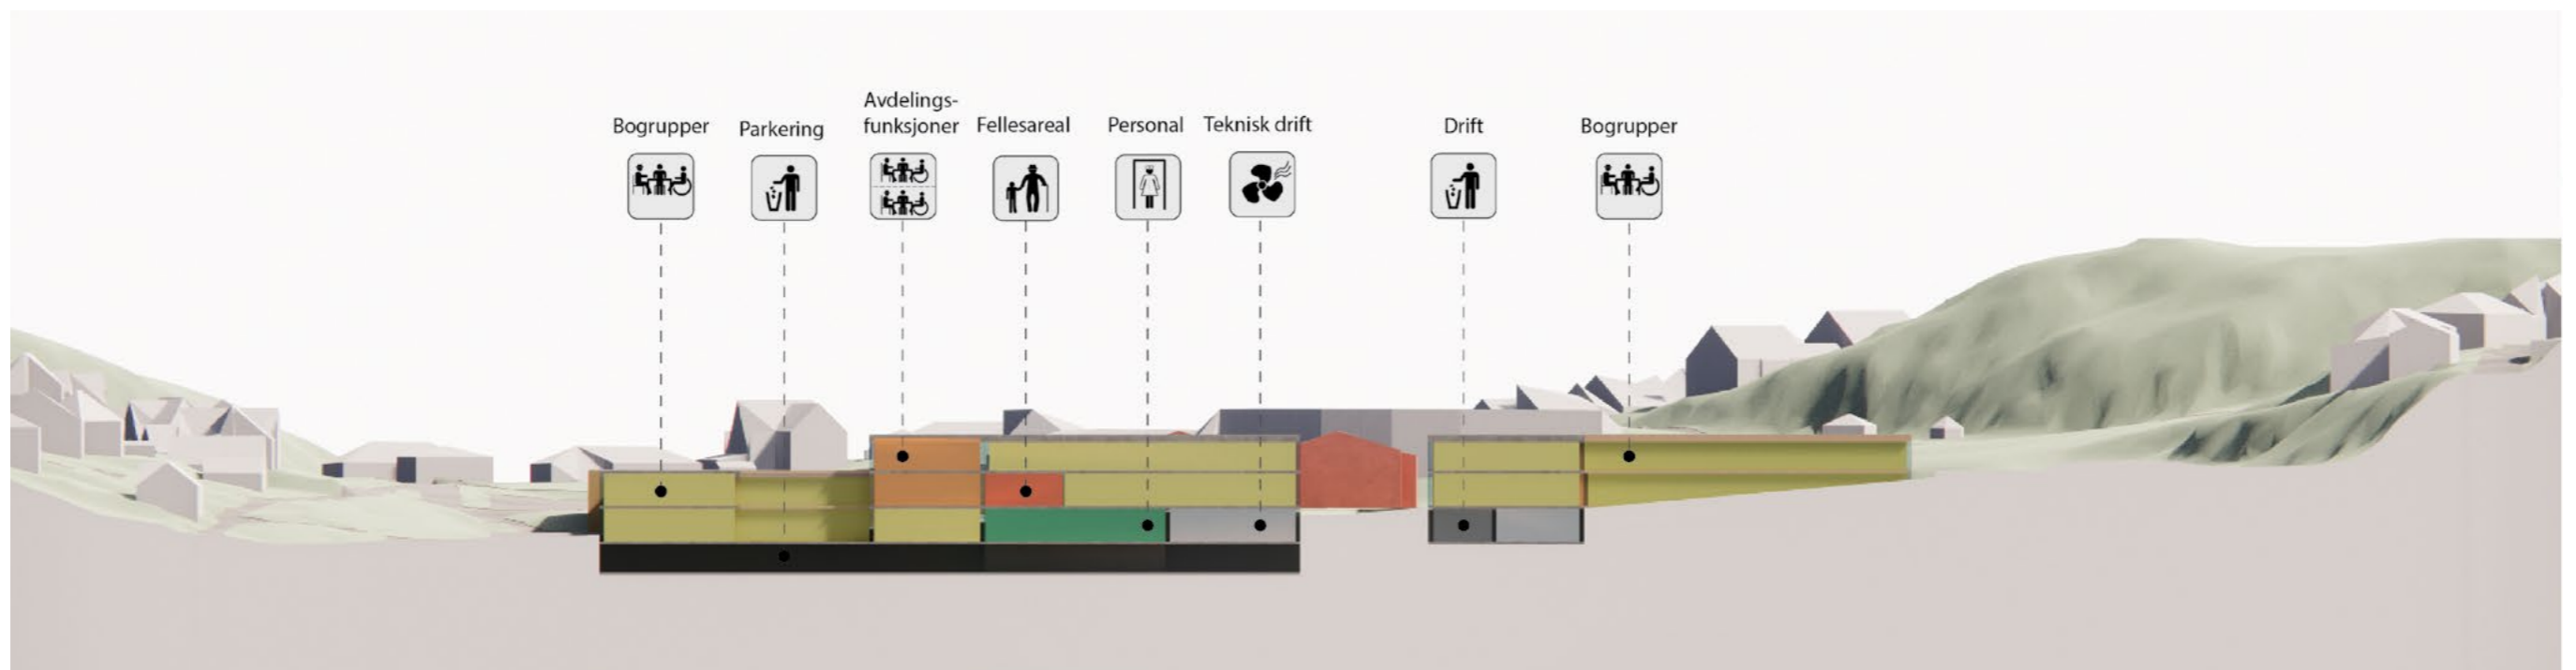 Bogrupper
Parkering
Avdelings-
funksjoner
Fellesareal
Personal
Teknisk drift
Drift
Bogrupper